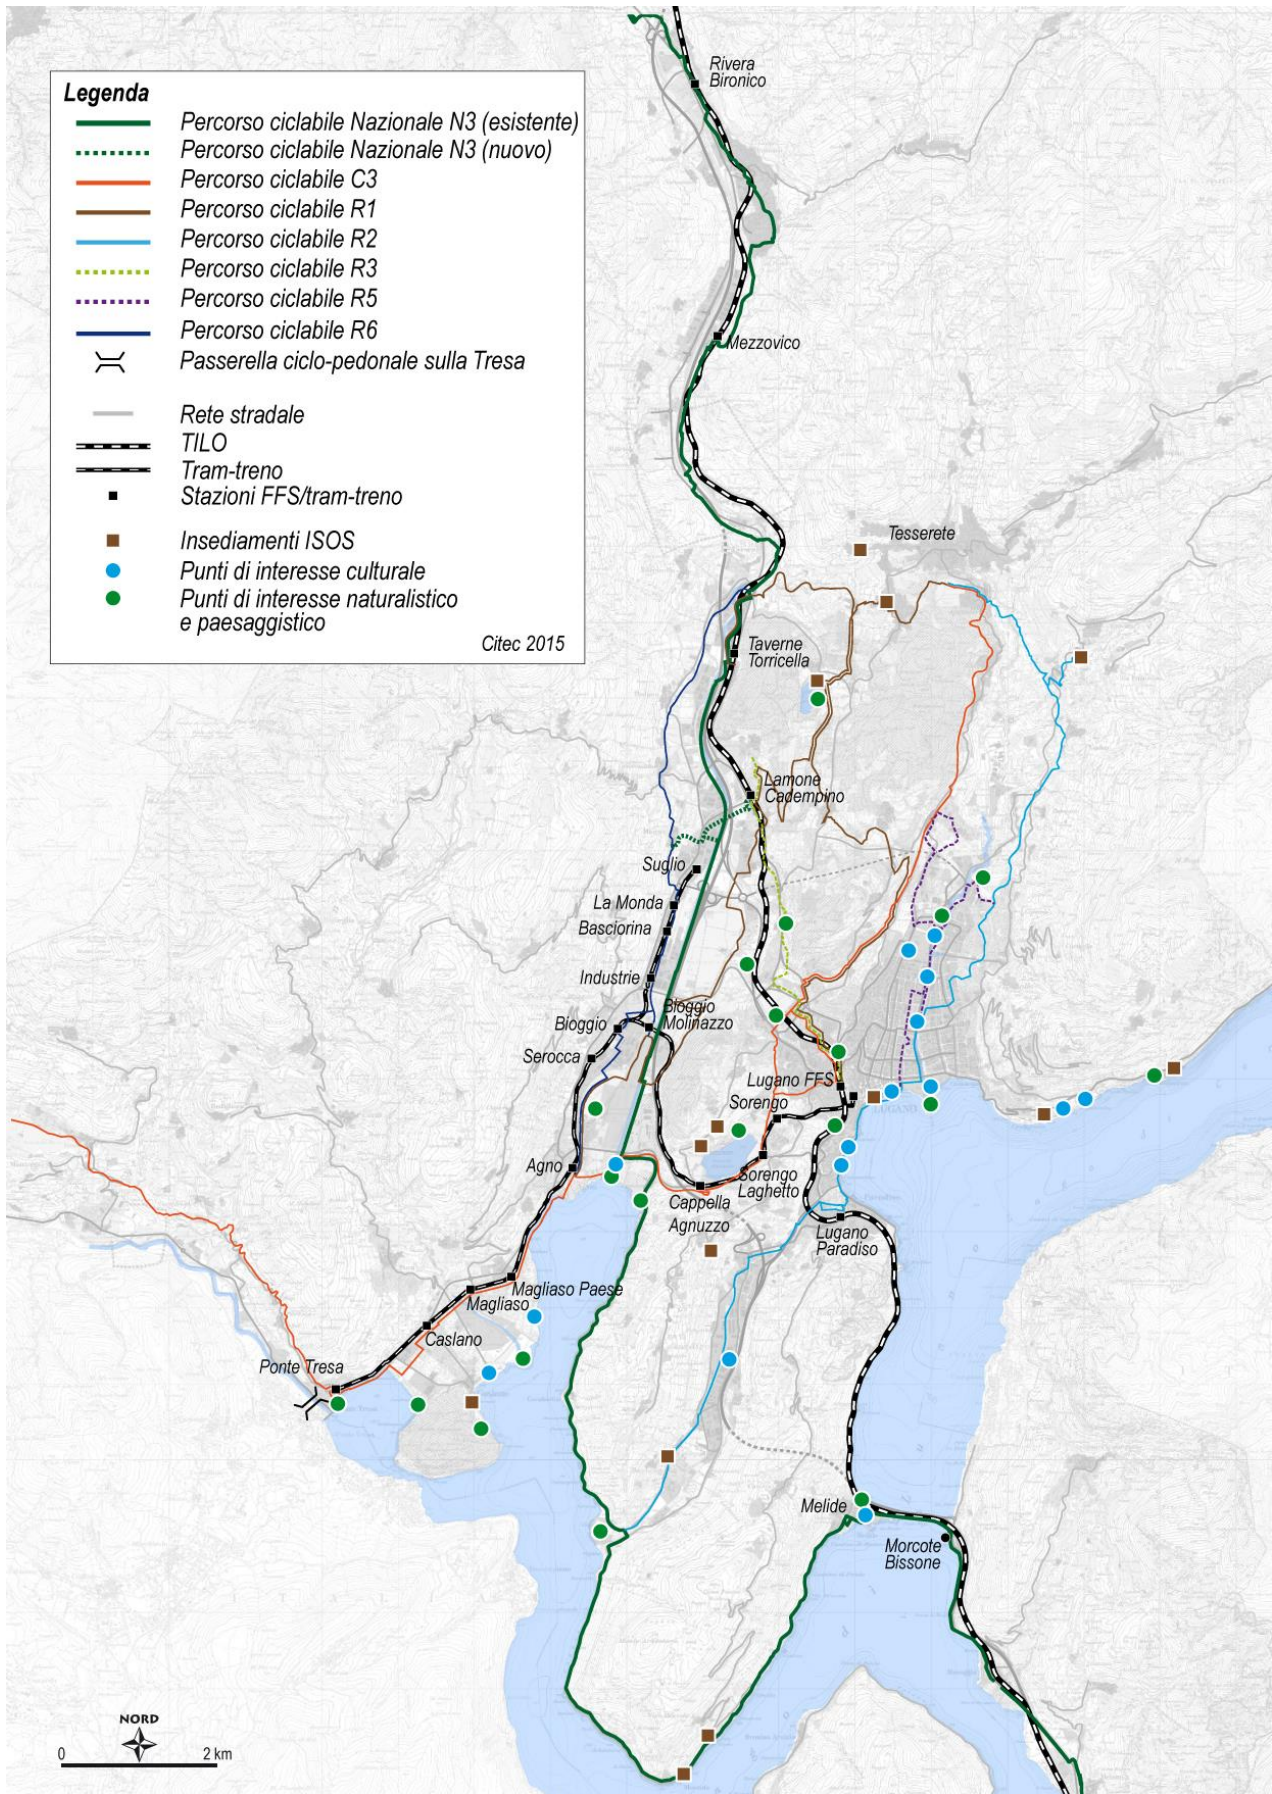 Legenda
Percorso ciclabile Nazionale N3 (esistente)
Percorso ciclabile Nazionale N3 (nuovo)
Percorso ciclabile C3
Percorso ciclabile R1
Percorso ciclabile R2
Percorso ciclabile R3
Percorso ciclabile R5
Percorso ciclabile R6
Passerella ciclo-pedonale sulla Tresa
Rete stradale
TILO
Tram-treno
Stazioni FFS/tram-treno
Insediamenti ISOS
Punti di interesse culturale
Punti di interesse naturalistico
e paesaggistico
Citec 2015
Rivera
Bironico
Mezzovico
Tesserete
Taverne
Torricella
Lamone
Cadempino
Suglio
La Monda
Basciorina
Industrie
Bioggio
Molinazzo
Bioggio
Serocca
Lugano FFS
Sorengo
LUGANO
Agno
Sorengo
Laghetto
Cappella
Agnuzzo
Lugano
Paradiso
Magliaso Paese
Magliaso
Caslano
Ponte Tresa
Melide
Morcote
Bissone
NORD
0 2 km